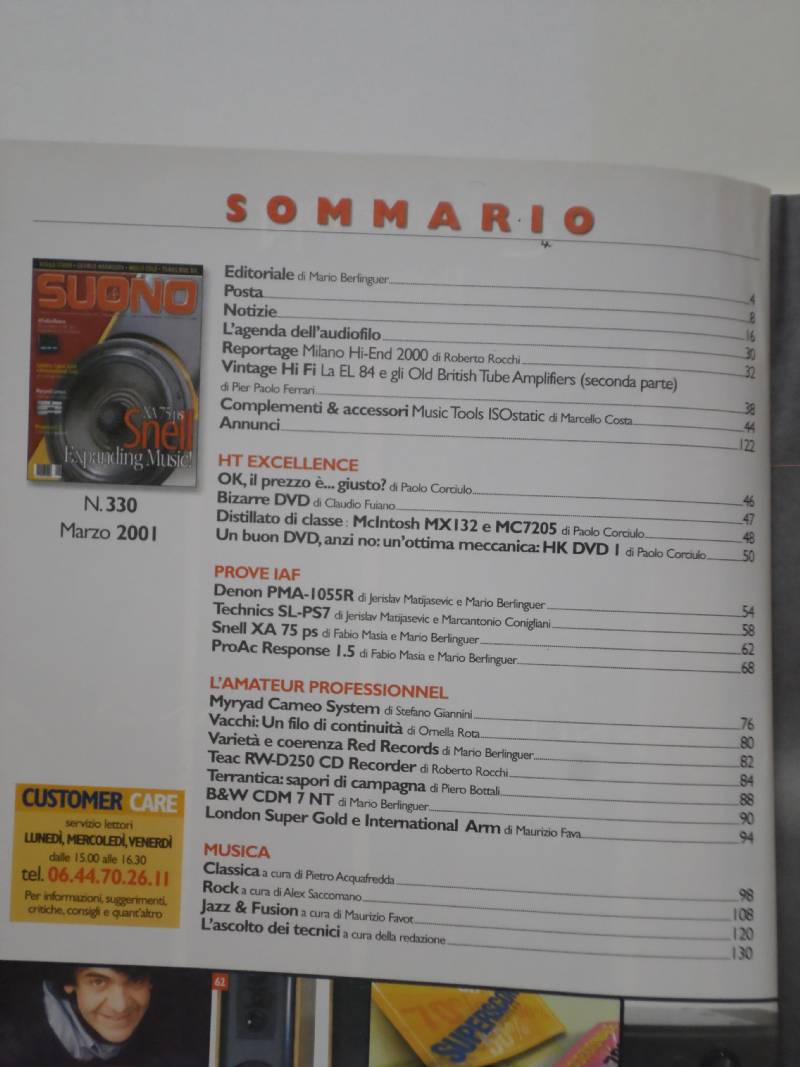 SOMMARIO
SUONO
XA 75 ps
Snell
Expanding Music!
N. 330
Marzo 2001
Editoriale di Mario Berlinguer 4
Posta 8
Notizie 16
L'agenda dell'audiofilo 30
Reportage Milano Hi-End 2000 di Roberto Rocchi 32
Vintage Hi Fi La EL 84 e gli Old British Tube Amplifiers (seconda parte)
di Pier Paolo Ferrari 38
Complementi & accessori Music Tools ISOstatic di Marcello Costa 44
Annunci 122
HT EXCELLENCE
OK, il prezzo è... giusto? di Paolo Corciulo 46
Bizarre DVD di Claudio Fuiano 47
Distillato di classe: McIntosh MX132 e MC7205 di Paolo Corciulo 48
Un buon DVD, anzi no: un'ottima meccanica: HK DVD 1 di Paolo Corciulo 50
PROVE IAF
Denon PMA-1055R di Jerislav Matijasevic e Mario Berlinguer 54
Technics SL-PS7 di Jerislav Matijasevic e Marcantonio Conigliani 58
Snell XA 75 ps di Fabio Masia e Mario Berlinguer 62
ProAc Response 1.5 di Fabio Masia e Mario Berlinguer 68
L'AMATEUR PROFESSIONNEL
Myryad Cameo System di Stefano Giannini 76
Vacchi: Un filo di continuità di Ornella Rota 80
Varietà e coerenza Red Records di Mario Berlinguer 82
Teac RW-D250 CD Recorder di Roberto Rocchi 84
Terrantica: sapori di campagna di Piero Bottali 88
B&W CDM 7 NT di Mario Berlinguer 90
London Super Gold e International Arm di Maurizio Fava 94
MUSICA
Classica a cura di Pietro Acquafredda 98
Rock a cura di Alex Saccomano 108
Jazz & Fusion a cura di Maurizio Favot 120
L'ascolto dei tecnici a cura della redazione 130
CUSTOMER CARE
servizio lettori
LUNEDÌ, MERCOLEDÌ, VENERDÌ
dalle 15.00 alle 16.30
tel. 06.44.70.26.11
Per informazioni, suggerimenti,
critiche, consigli e quant'altro
62
SUPERSCO
50%